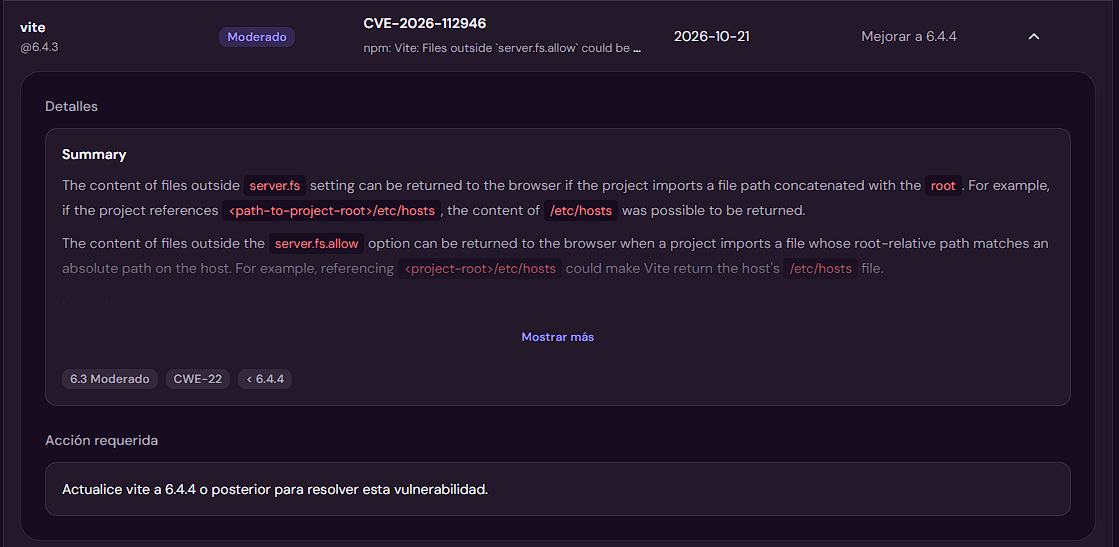 vite
@6.4.3
Moderado
CVE-2026-112946
npm: Vite: Files outside `server.fs.allow` could be ...
2026-10-21
Mejorar a 6.4.4
Detalles
Summary
The content of files outside server.fs setting can be returned to the browser if the project imports a file path concatenated with the root . For example,
if the project references <path-to-project-root>/etc/hosts , the content of /etc/hosts was possible to be returned.
The content of files outside the server.fs.allow option can be returned to the browser when a project imports a file whose root-relative path matches an
absolute path on the host. For example, referencing <project-root>/etc/hosts could make Vite return the host's /etc/hosts file.
Mostrar más
6.3 Moderado
CWE-22
< 6.4.4
Acción requerida
Actualice vite a 6.4.4 o posterior para resolver esta vulnerabilidad.